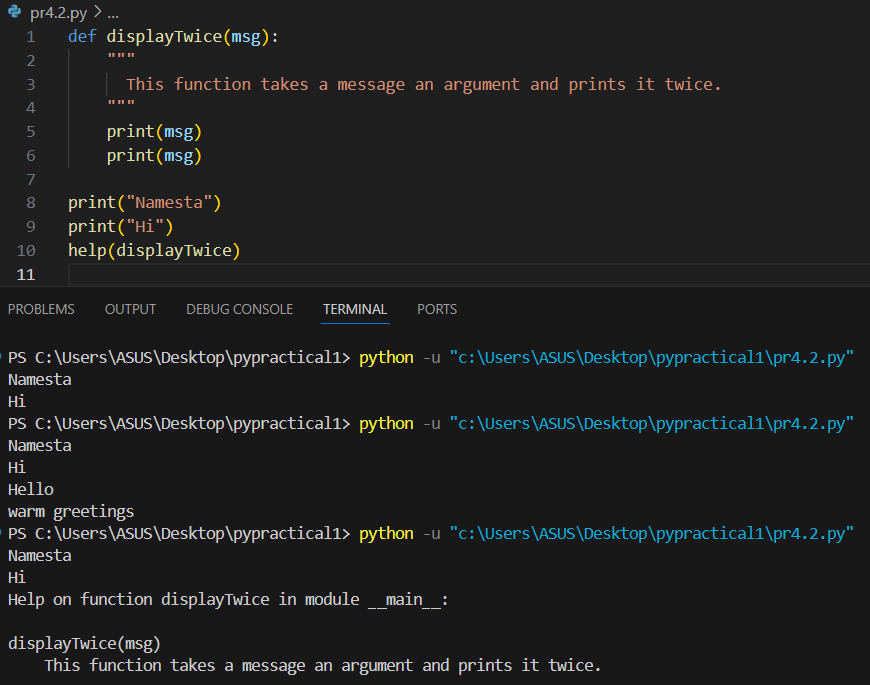 pr4.2.py > ...
1 def displayTwice(msg):
2 """
3 This function takes a message an argument and prints it twice.
4 """
5 print(msg)
6 print(msg)
7
8 print("Namesta")
9 print("Hi")
10 help(displayTwice)
11
PROBLEMS OUTPUT DEBUG CONSOLE TERMINAL PORTS
PS C:\Users\ASUS\Desktop\pypractical1> python -u "c:\Users\ASUS\Desktop\pypractical1\pr4.2.py"
Namesta
Hi
PS C:\Users\ASUS\Desktop\pypractical1> python -u "c:\Users\ASUS\Desktop\pypractical1\pr4.2.py"
Namesta
Hi
Hello
warm greetings
PS C:\Users\ASUS\Desktop\pypractical1> python -u "c:\Users\ASUS\Desktop\pypractical1\pr4.2.py"
Namesta
Hi
Help on function displayTwice in module __main__:
displayTwice(msg)
This function takes a message an argument and prints it twice.